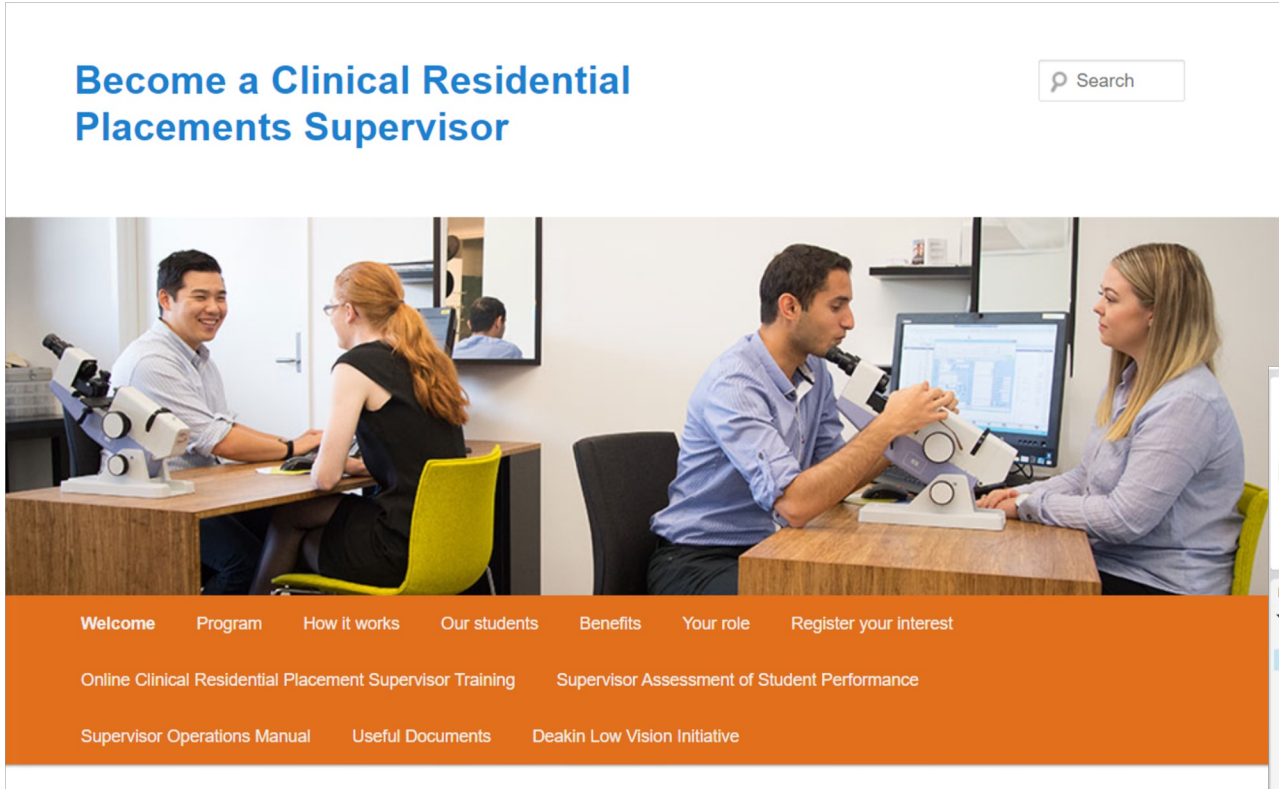 Become a Clinical Residential
Placements Supervisor
Search
Welcome Program How it works Our students Benefits Your role Register your interest
Online Clinical Residential Placement Supervisor Training Supervisor Assessment of Student Performance
Supervisor Operations Manual Useful Documents Deakin Low Vision Initiative